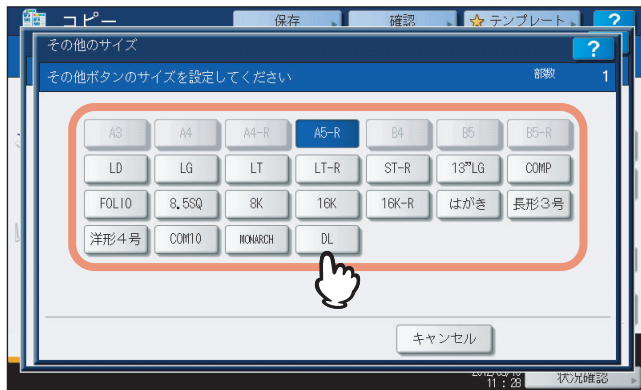 コピー 保存 確認 テンプレート ?
その他のサイズ ?
その他ボタンのサイズを設定してください 部数 1
A3 A4 A4-R A5-R B4 B5 B5-R
LD LG LT LT-R ST-R 13”LG COMP
FOLIO 8.5SQ 8K 16K 16K-R はがき 長形3号
洋形4号 COM10 MONARCH DL
キャンセル
11:28 状況確認